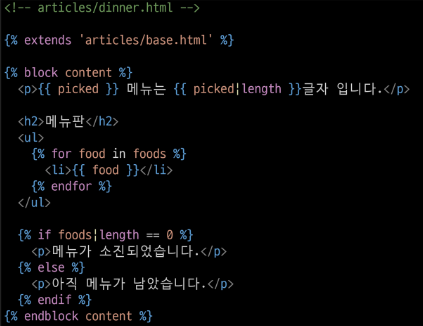 <!-- articles/dinner.html -->
{% extends 'articles/base.html' %}
{% block content %}
<p>{{ picked }} 메뉴는 {{ picked|length }}글자 입니다.</p>
<h2>메뉴판</h2>
<ul>
{% for food in foods %}
<li>{{ food }}</li>
{% endfor %}
</ul>
{% if foods|length == 0 %}
<p>메뉴가 소진되었습니다.</p>
{% else %}
<p>아직 메뉴가 남았습니다.</p>
{% endif %}
{% endblock content %}